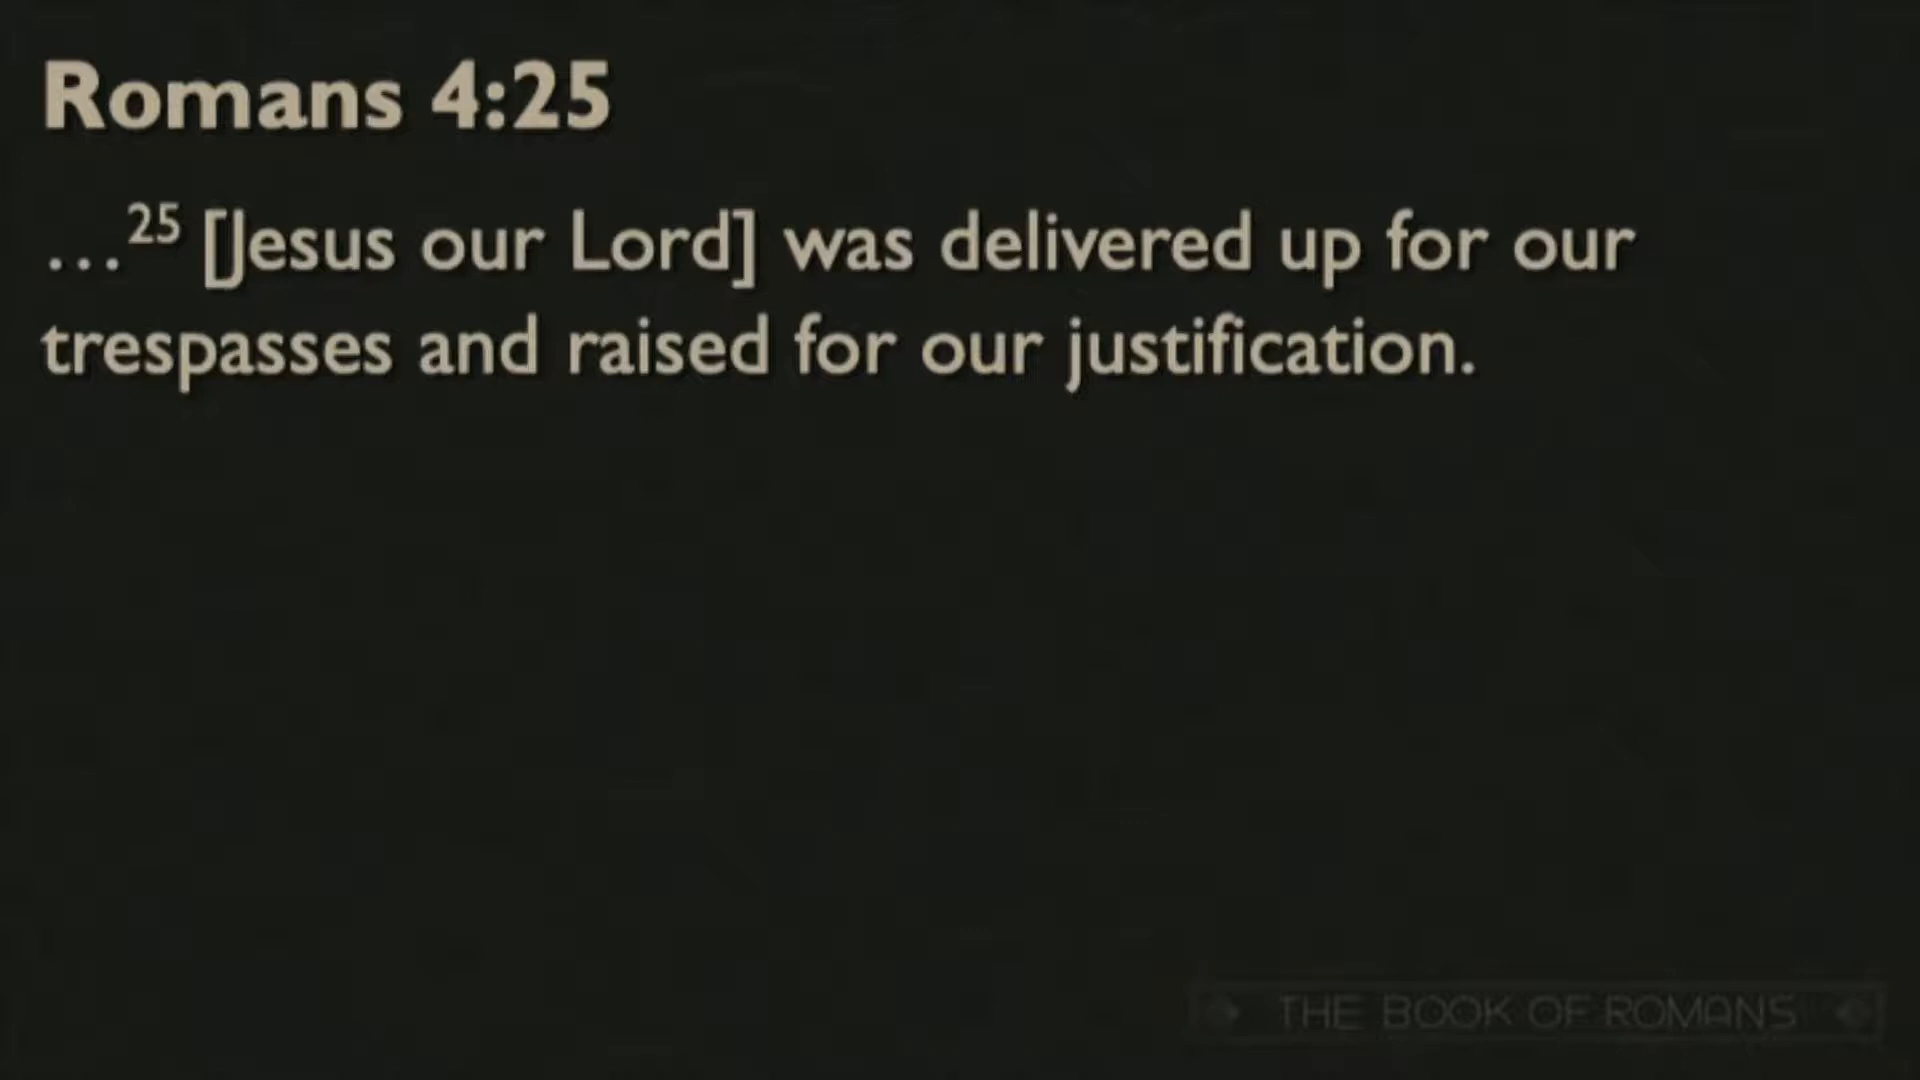 Romans 4:25
…25 [Jesus our Lord] was delivered up for our
trespasses and raised for our justification.
THE BOOK OF ROMANS